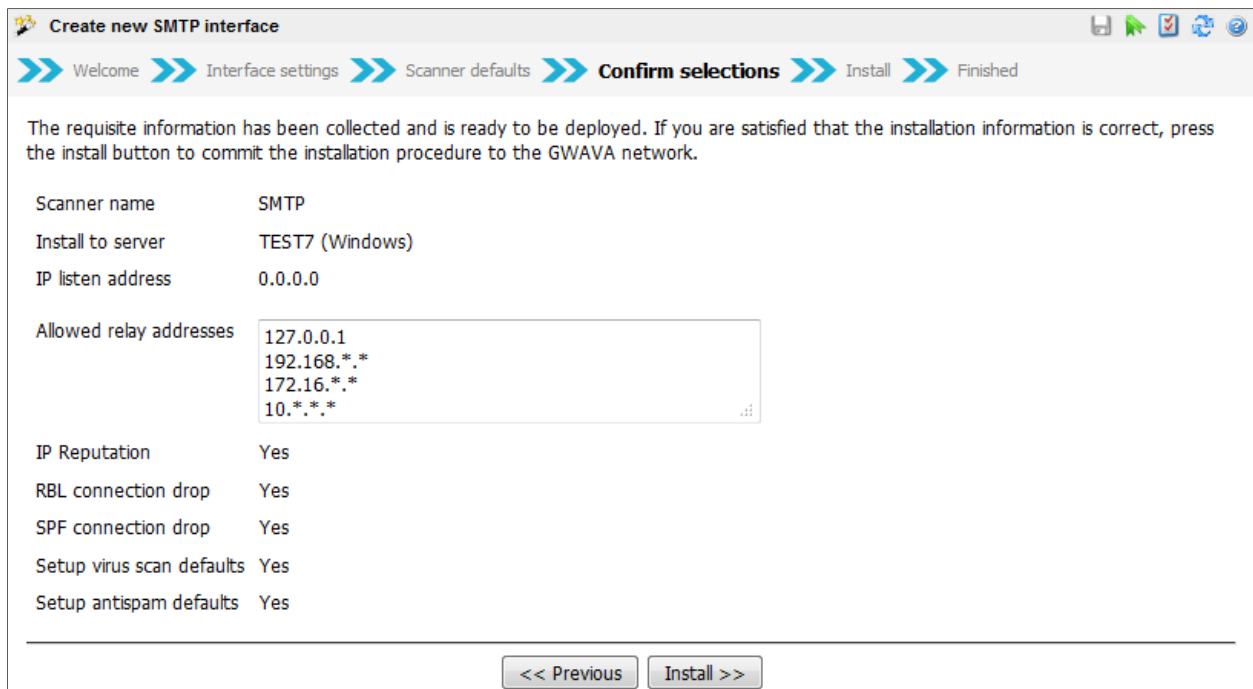 Create new SMTP interface
Welcome Interface settings Scanner defaults Confirm selections Install Finished
The requisite information has been collected and is ready to be deployed. If you are satisfied that the installation information is correct, press
the install button to commit the installation procedure to the GWAVA network.
Scanner name SMTP
Install to server TEST7 (Windows)
IP listen address 0.0.0.0
Allowed relay addresses 127.0.0.1
192.168.*.*
172.16.*.*
10.*.*.*
IP Reputation Yes
RBL connection drop Yes
SPF connection drop Yes
Setup virus scan defaults Yes
Setup antispam defaults Yes
<< Previous Install >>